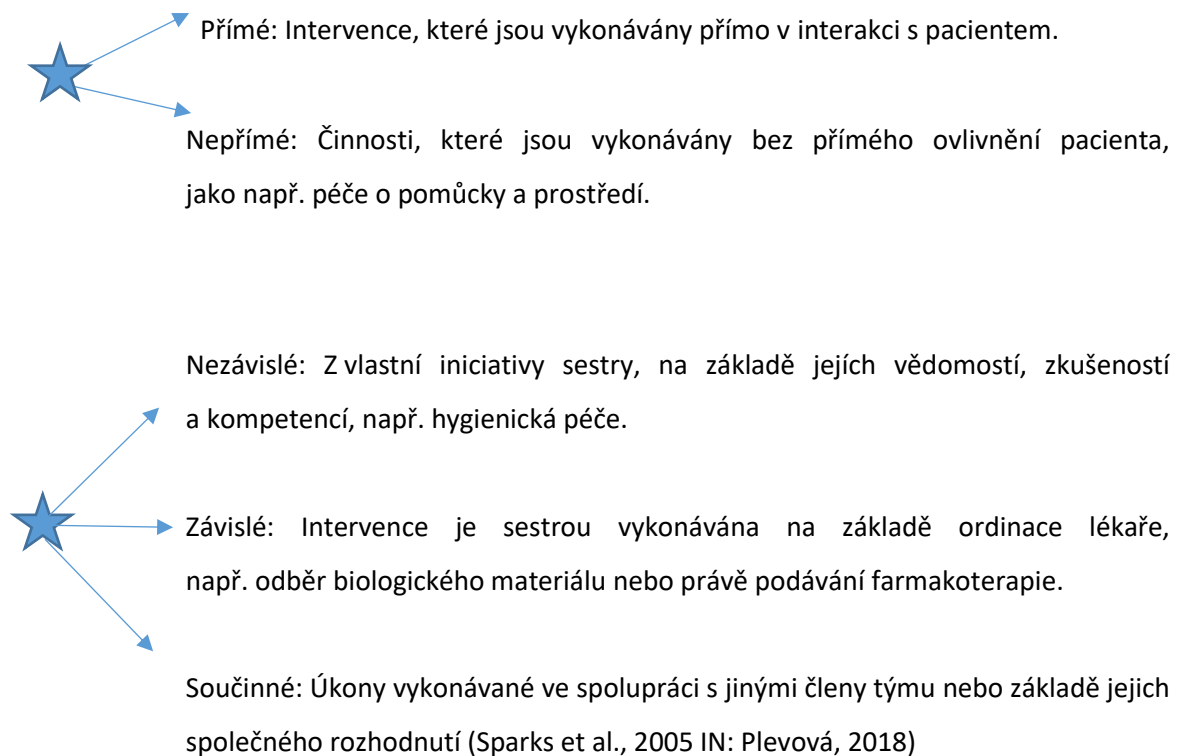 Přímé: Intervence, které jsou vykonávány přímo v interakci s pacientem.
Nepřímé: Činnosti, které jsou vykonávány bez přímého ovlivnění pacienta,
jako např. péče o pomůcky a prostředí.
Nezávislé: Z vlastní iniciativy sestry, na základě jejích vědomostí, zkušeností
a kompetencí, např. hygienická péče.
Závislé: Intervence je sestrou vykonávána na základě ordinace lékaře,
např. odběr biologického materiálu nebo právě podávání farmakoterapie.
Součinné: Úkony vykonávané ve spolupráci s jinými členy týmu nebo základě jejich
společného rozhodnutí (Sparks et al., 2005 IN: Plevová, 2018)